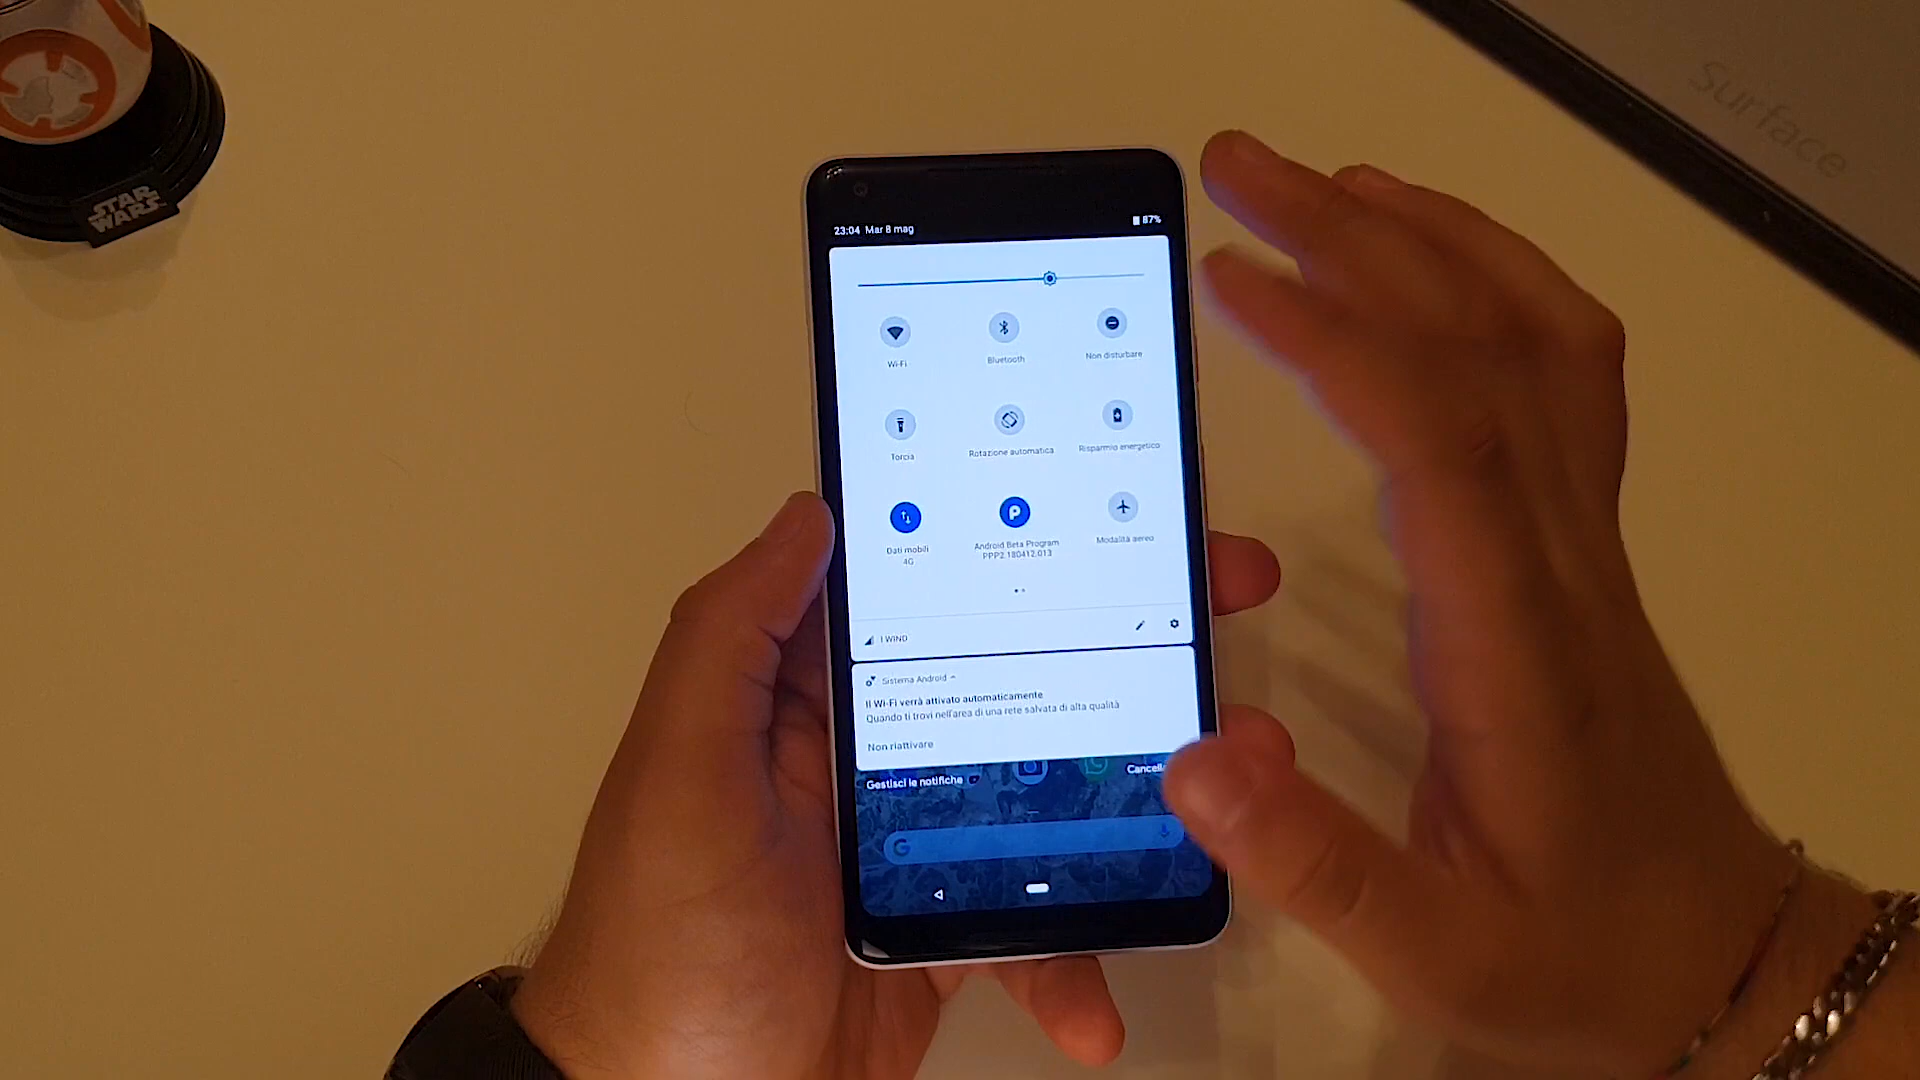 STAR
WARS
Surface
23:04 Mar 8 mag
87%
Wi-Fi
Bluetooth
Non disturbare
Torcia
Rotazione automatica
Risparmio energetico
Dati mobili
4G
Android Beta Program
PPP2.180412.013
Modalità aereo
I WIND
Sistema Android
Il Wi-Fi verrà attivato automaticamente
Quando ti trovi nell'area di una rete salvata di alta qualità
Non riattivare
Gestisci le notifiche
G